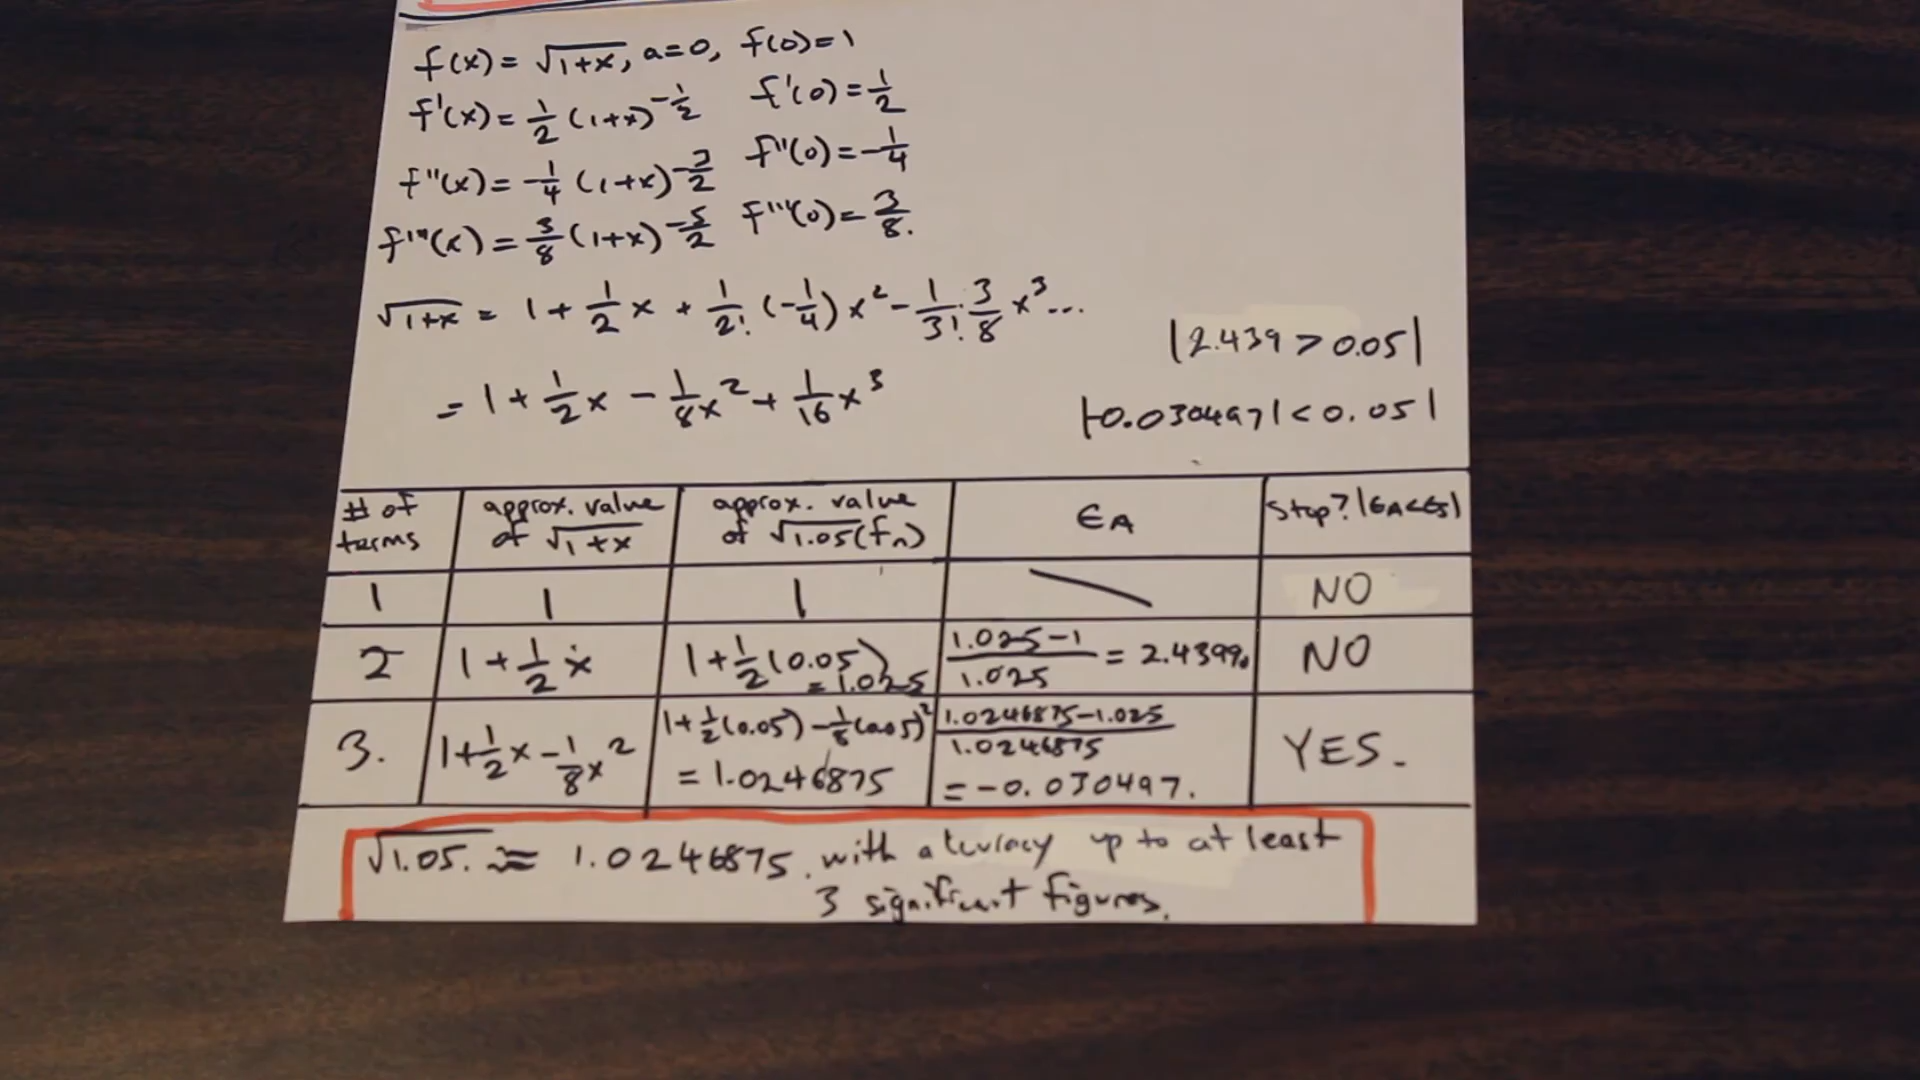 f(x) = √1+x, a=0, f(0)=1
f'(x) = 1/2 (1+x)^-1/2 f'(0) = 1/2
f''(x) = -1/4 (1+x)^-3/2 f''(0) = -1/4
f'''(x) = 3/8 (1+x)^-5/2 f'''(0) = 3/8.
√1+x = 1 + 1/2 x + 1/2! (-1/4) x^2 - 1/3! · 3/8 x^3 ...
|2.439 > 0.05|
= 1 + 1/2 x - 1/8 x^2 + 1/16 x^3
|-0.030497| < 0.05|
# of terms approx. value of √1+x approx. value of √1.05 (fn) ϵA Stop? |ϵA<ϵs|
1 1 1 \ NO
2 1 + 1/2 x 1 + 1/2 (0.05) = 1.025 1.025-1/1.025 = 2.439% NO
3. 1 + 1/2 x - 1/8 x^2 1 + 1/2 (0.05) - 1/8 (0.05)^2 = 1.0246875 1.0246875-1.025/1.0246875 = -0.030497. YES.
√1.05. ≈ 1.0246875. with accuracy up to at least
3 significant figures.